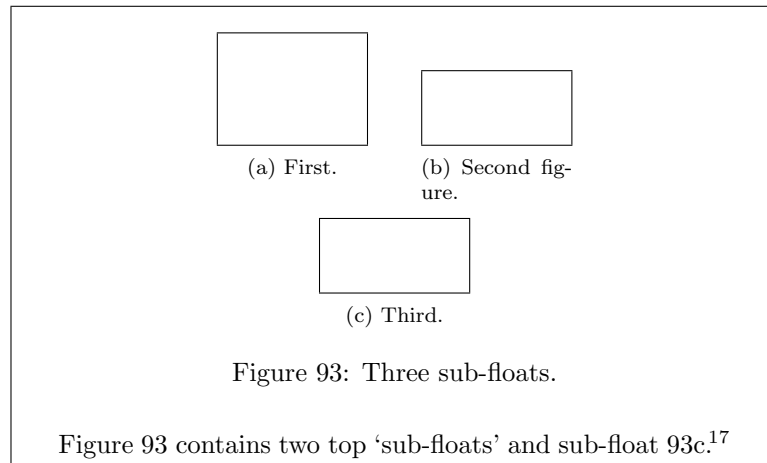 (a) First.
(b) Second fig-
ure.
(c) Third.
Figure 93: Three sub-floats.
Figure 93 contains two top ‘sub-floats’ and sub-float 93c.17